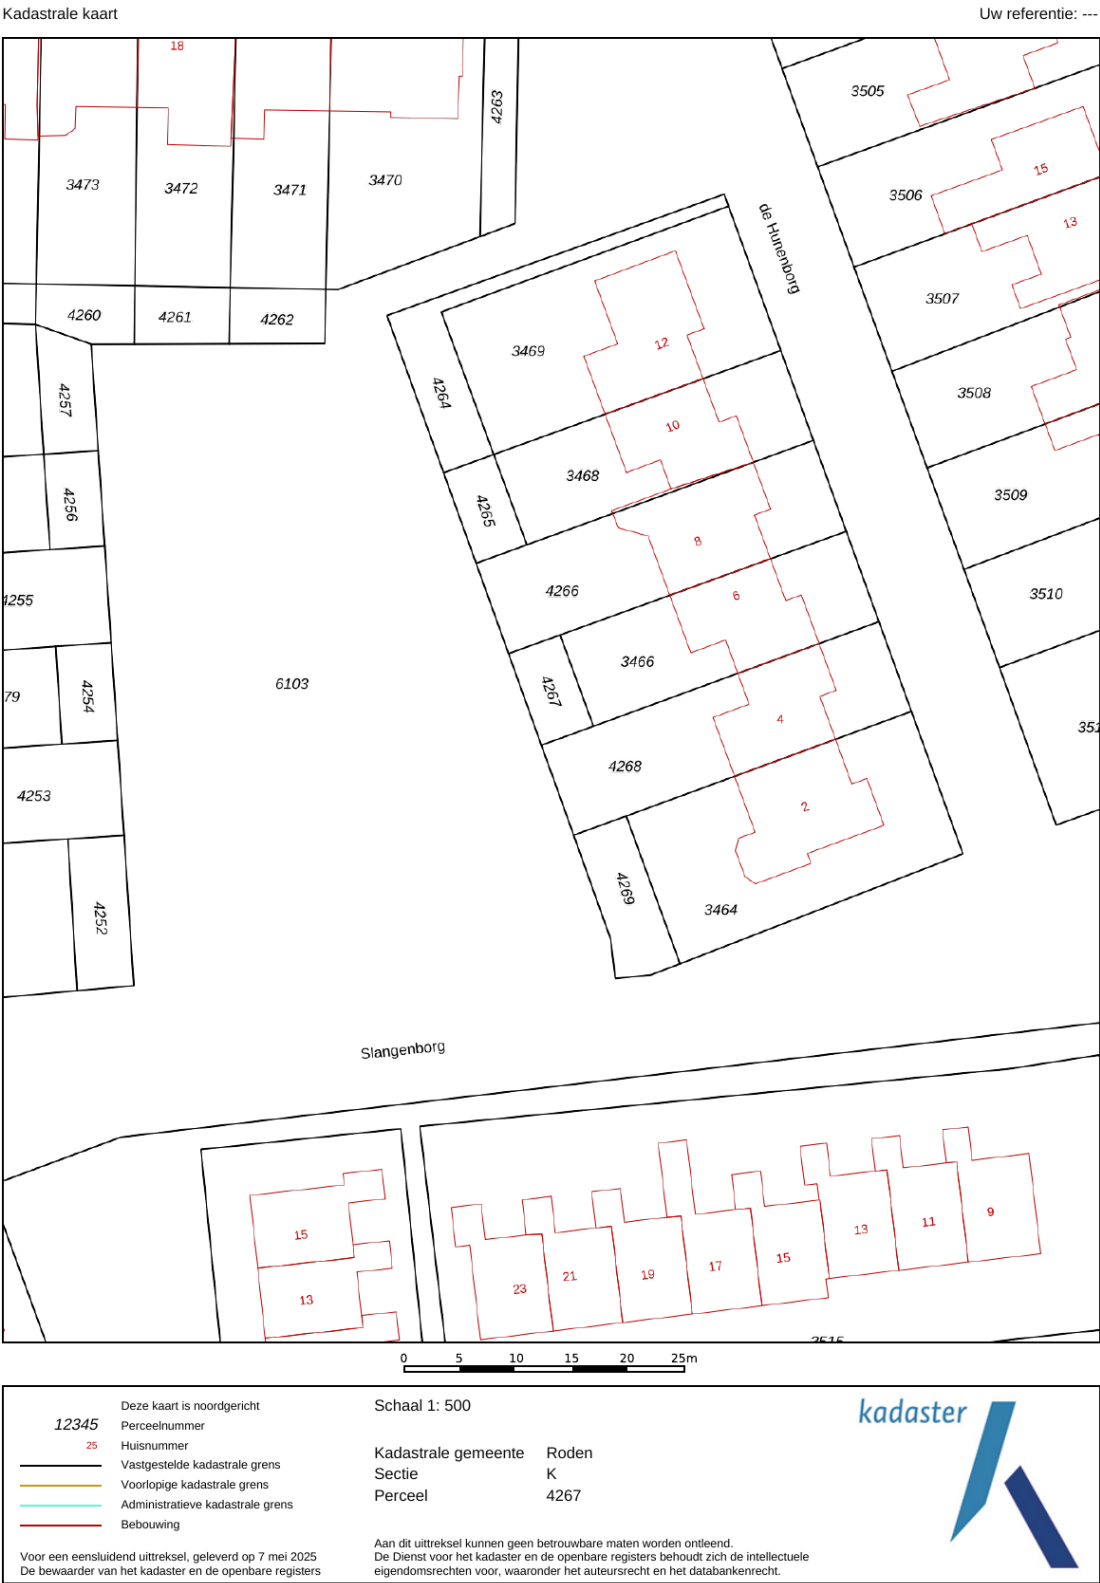 Kadastrale kaart
Uw referentie: ---
18
4263
3505
3473
3472
3471
3470
3506
15
13
de Hunenborg
3507
4260
4261
4262
3469
12
4264
4257
3508
10
3468
4265
4256
3509
8
4266
6
4255
3510
3466
4267
6103
79
4254
4
351
4268
4253
2
4269
3464
4252
Slangenborg
15
13
23
21
19
17
15
13
11
9
3515
0 5 10 15 20 25m
Deze kaart is noordgericht
12345 Perceelnummer
25 Huisnummer
Vastgestelde kadastrale grens
Voorlopige kadastrale grens
Administratieve kadastrale grens
Bebouwing
Voor een eensluidend uittreksel, geleverd op 7 mei 2025
De bewaarder van het kadaster en de openbare registers
Schaal 1: 500
Kadastrale gemeente Roden
Sectie K
Perceel 4267
Aan dit uittreksel kunnen geen betrouwbare maten worden ontleend.
De Dienst voor het kadaster en de openbare registers behoudt zich de intellectuele
eigendomsrechten voor, waaronder het auteursrecht en het databankenrecht.
kadaster